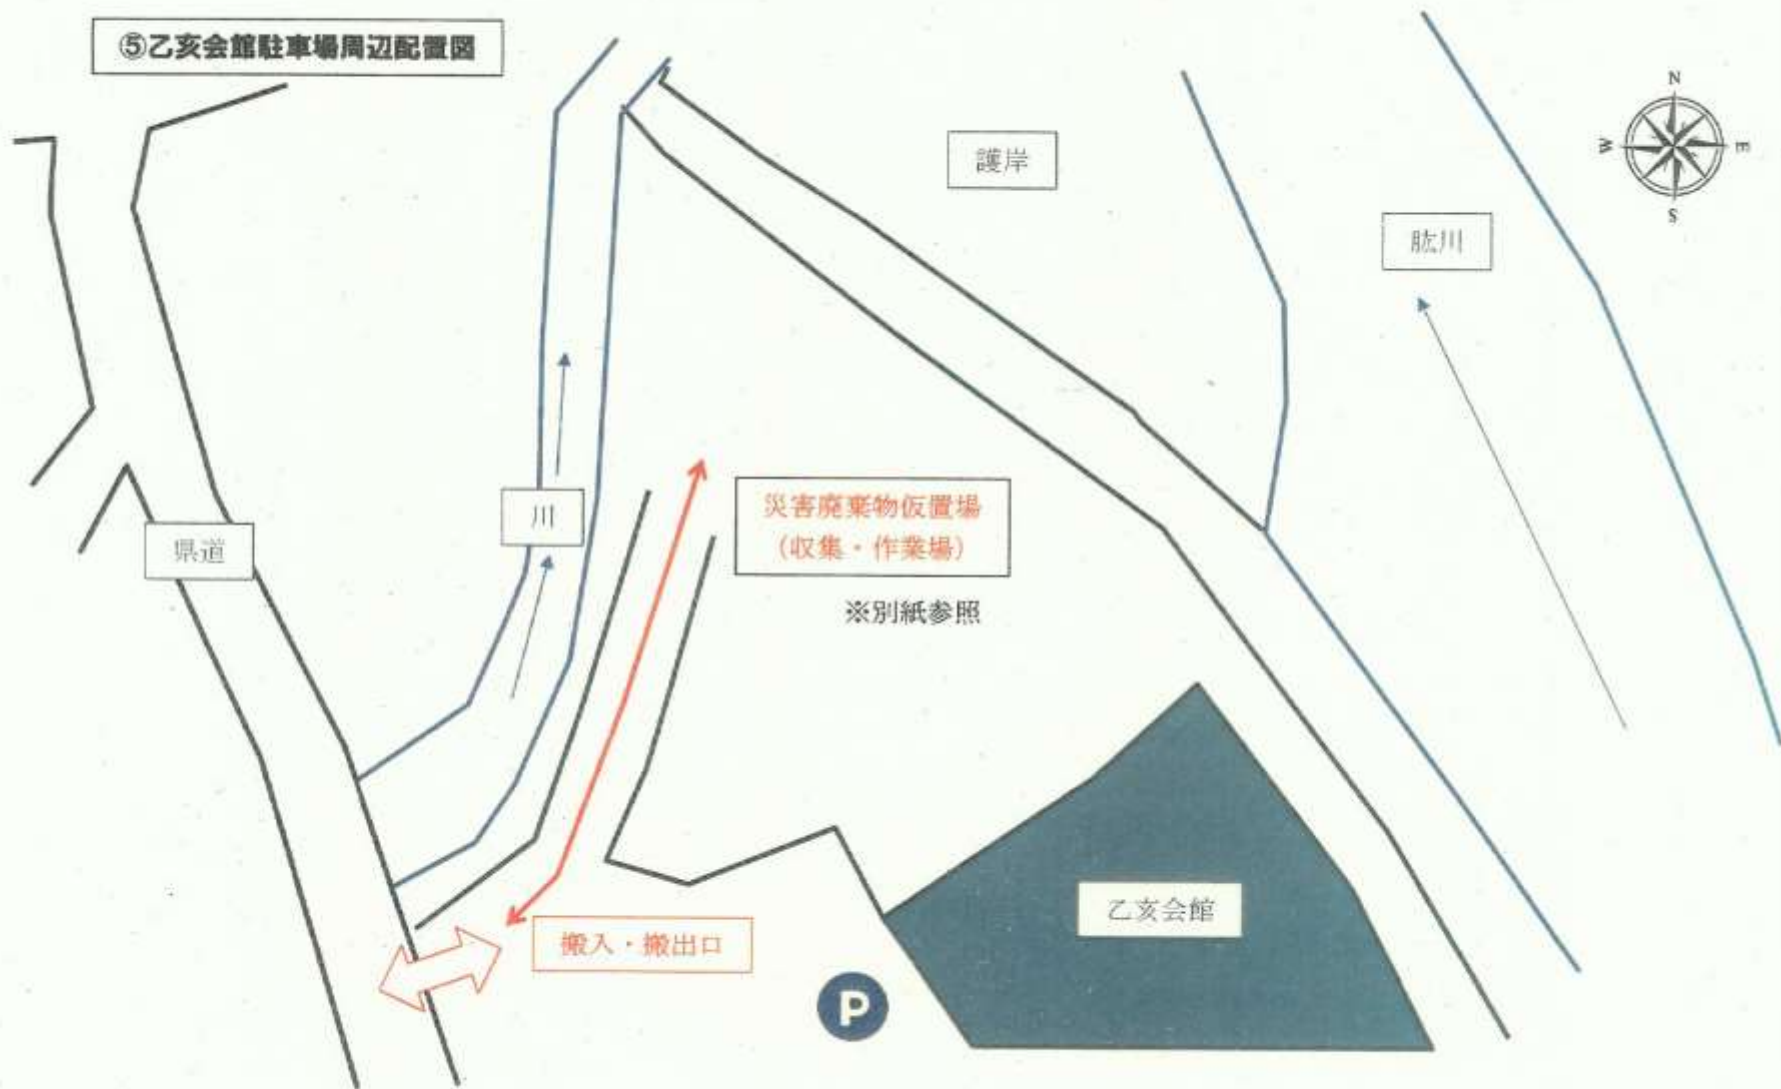 ⑤乙亥会館駐車場周辺配置図
N
W
E
S
護岸
肱川
災害廃棄物仮置場
（収集・作業場）
※別紙参照
川
県道
乙亥会館
搬入・搬出口
P